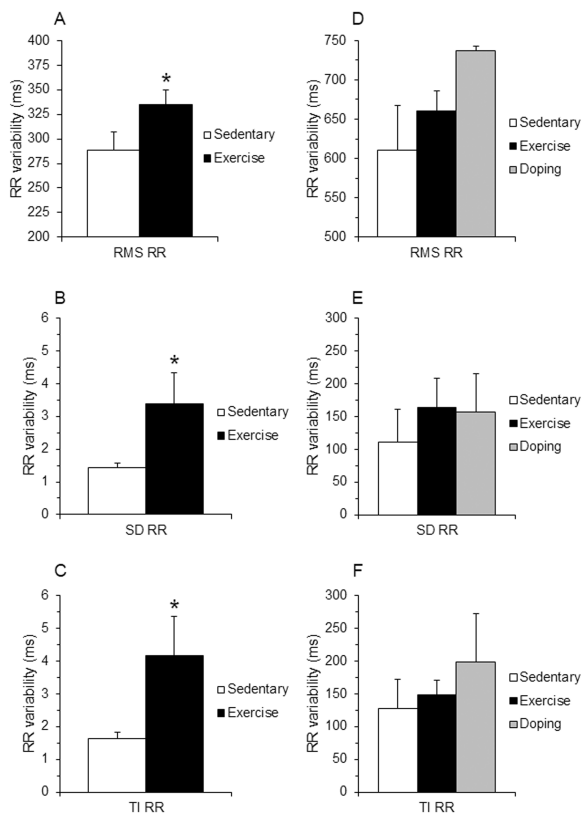 A
RR variability (ms)
400
375
350
325
300
275
250
225
200
*
Sedentary
Exercise
RMS RR
D
RR variability (ms)
750
700
650
600
550
500
Sedentary
Exercise
Doping
RMS RR
B
RR variability (ms)
6
5
4
3
2
1
0
*
Sedentary
Exercise
SD RR
E
RR variability (ms)
300
250
200
150
100
50
0
Sedentary
Exercise
Doping
SD RR
C
RR variability (ms)
6
5
4
3
2
1
0
*
Sedentary
Exercise
TI RR
F
RR variability (ms)
300
250
200
150
100
50
0
Sedentary
Exercise
Doping
TI RR